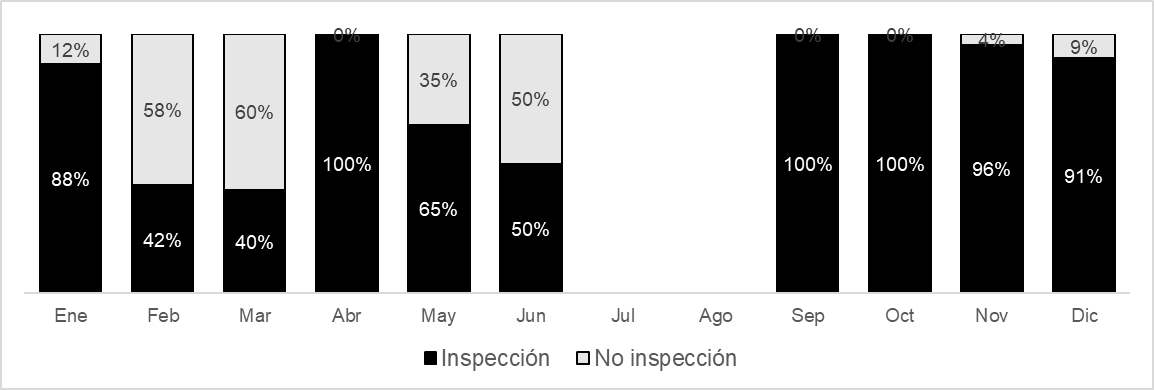 12% 58% 60% 0% 35% 50% 0% 0% 4% 9%
88% 42% 40% 100% 65% 50% 100% 100% 96% 91%
Ene Feb Mar Abr May Jun Jul Ago Sep Oct Nov Dic
Inspección No inspección